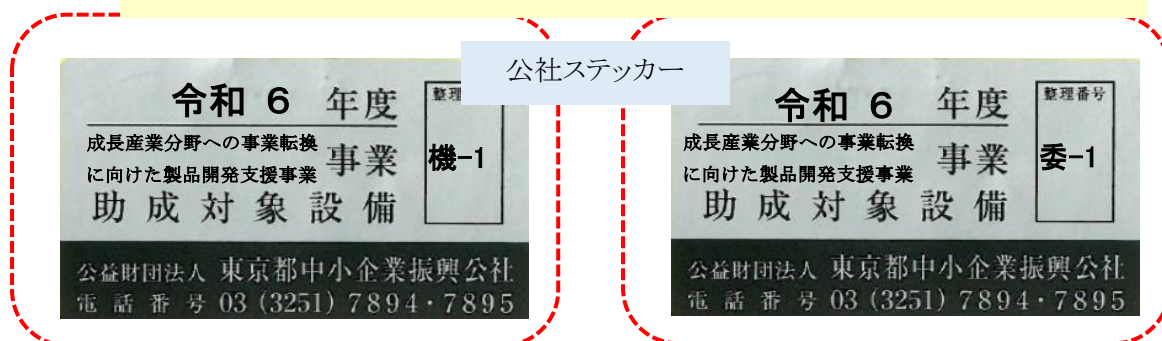 公社ステッカー
令和 6 年度
成長産業分野への事業転換
に向けた製品開発支援事業
事業
助成対象設備
整理
機-1
公益財団法人 東京都中小企業振興公社
電話番号 03 (3251) 7894・7895
令和 6 年度
成長産業分野への事業転換
に向けた製品開発支援事業
事業
助成対象設備
整理番号
委-1
公益財団法人 東京都中小企業振興公社
電話番号 03 (3251) 7894・7895